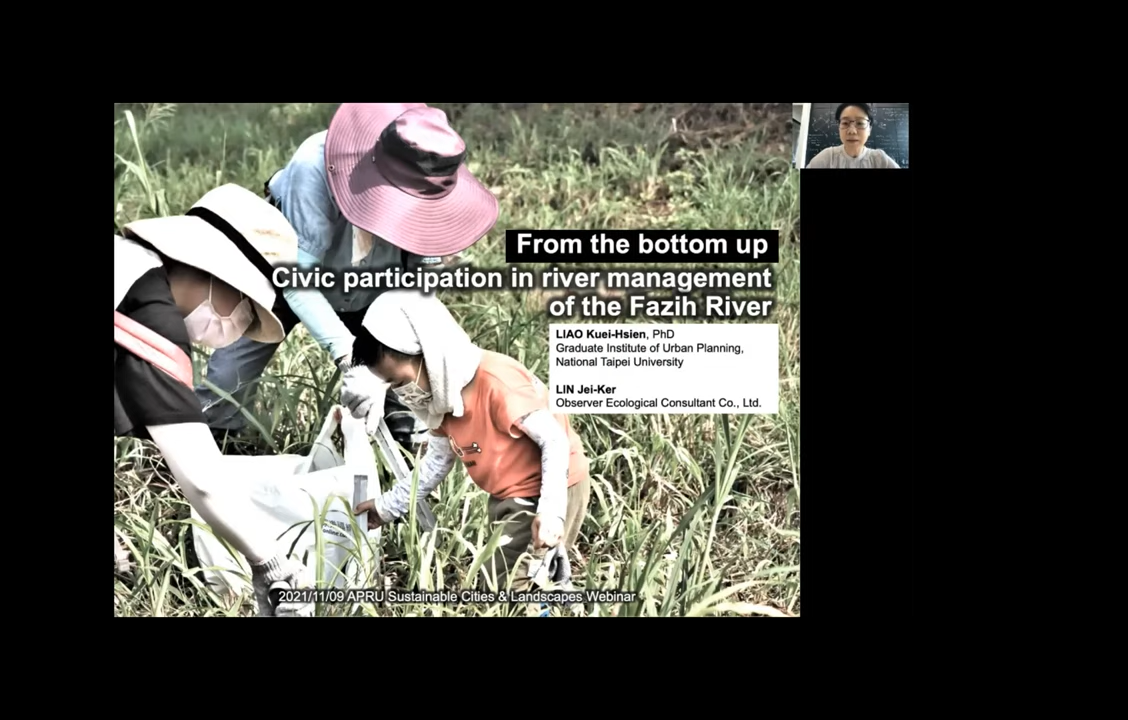 From the bottom up
Civic participation in river management
of the Fazih River
LIAO Kuei-Hsien, PhD
Graduate Institute of Urban Planning,
National Taipei University
LIN Jei-Ker
Observer Ecological Consultant Co., Ltd.
2021/11/09 APRU Sustainable Cities & Landscapes Webinar